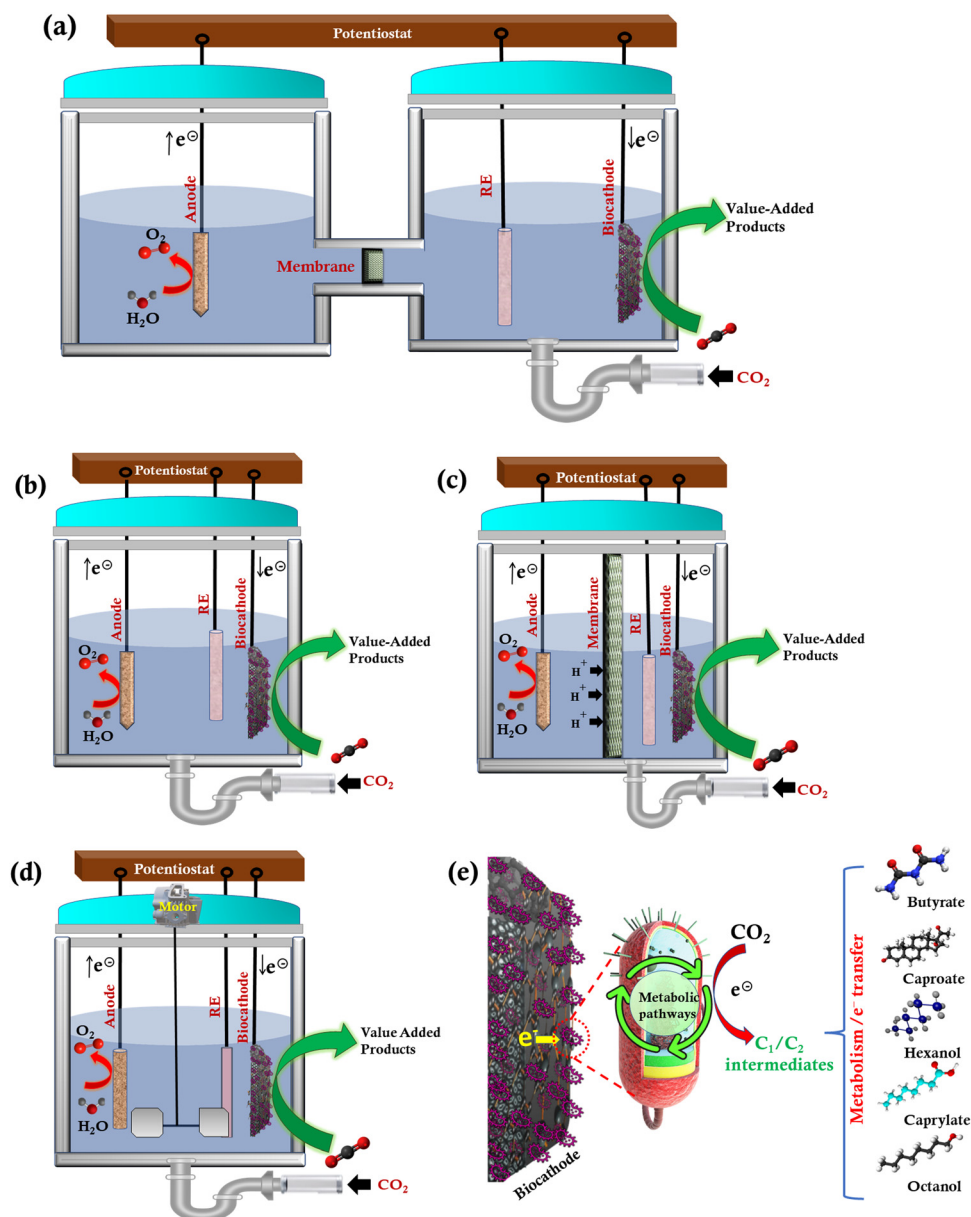 (a)
Potentiostat
↑e⊖
Anode
O2
H2O
Membrane
RE
↓e⊖
Biocathode
Value-Added
Products
CO2
(b)
Potentiostat
↑e⊖
Anode
O2
H2O
RE
↓e⊖
Biocathode
Value-Added
Products
CO2
(c)
Potentiostat
↑e⊖
Anode
O2
H2O
Membrane
H+
H+
H+
RE
↓e⊖
Biocathode
Value-Added
Products
CO2
(d)
Potentiostat
Motor
↑e⊖
Anode
O2
H2O
RE
↓e⊖
Biocathode
Value Added
Products
CO2
(e)
e-
Biocathode
Metabolic
pathways
CO2
e⊖
C1/C2
intermediates
Metabolism /e- transfer
Butyrate
Caproate
Hexanol
Caprylate
Octanol